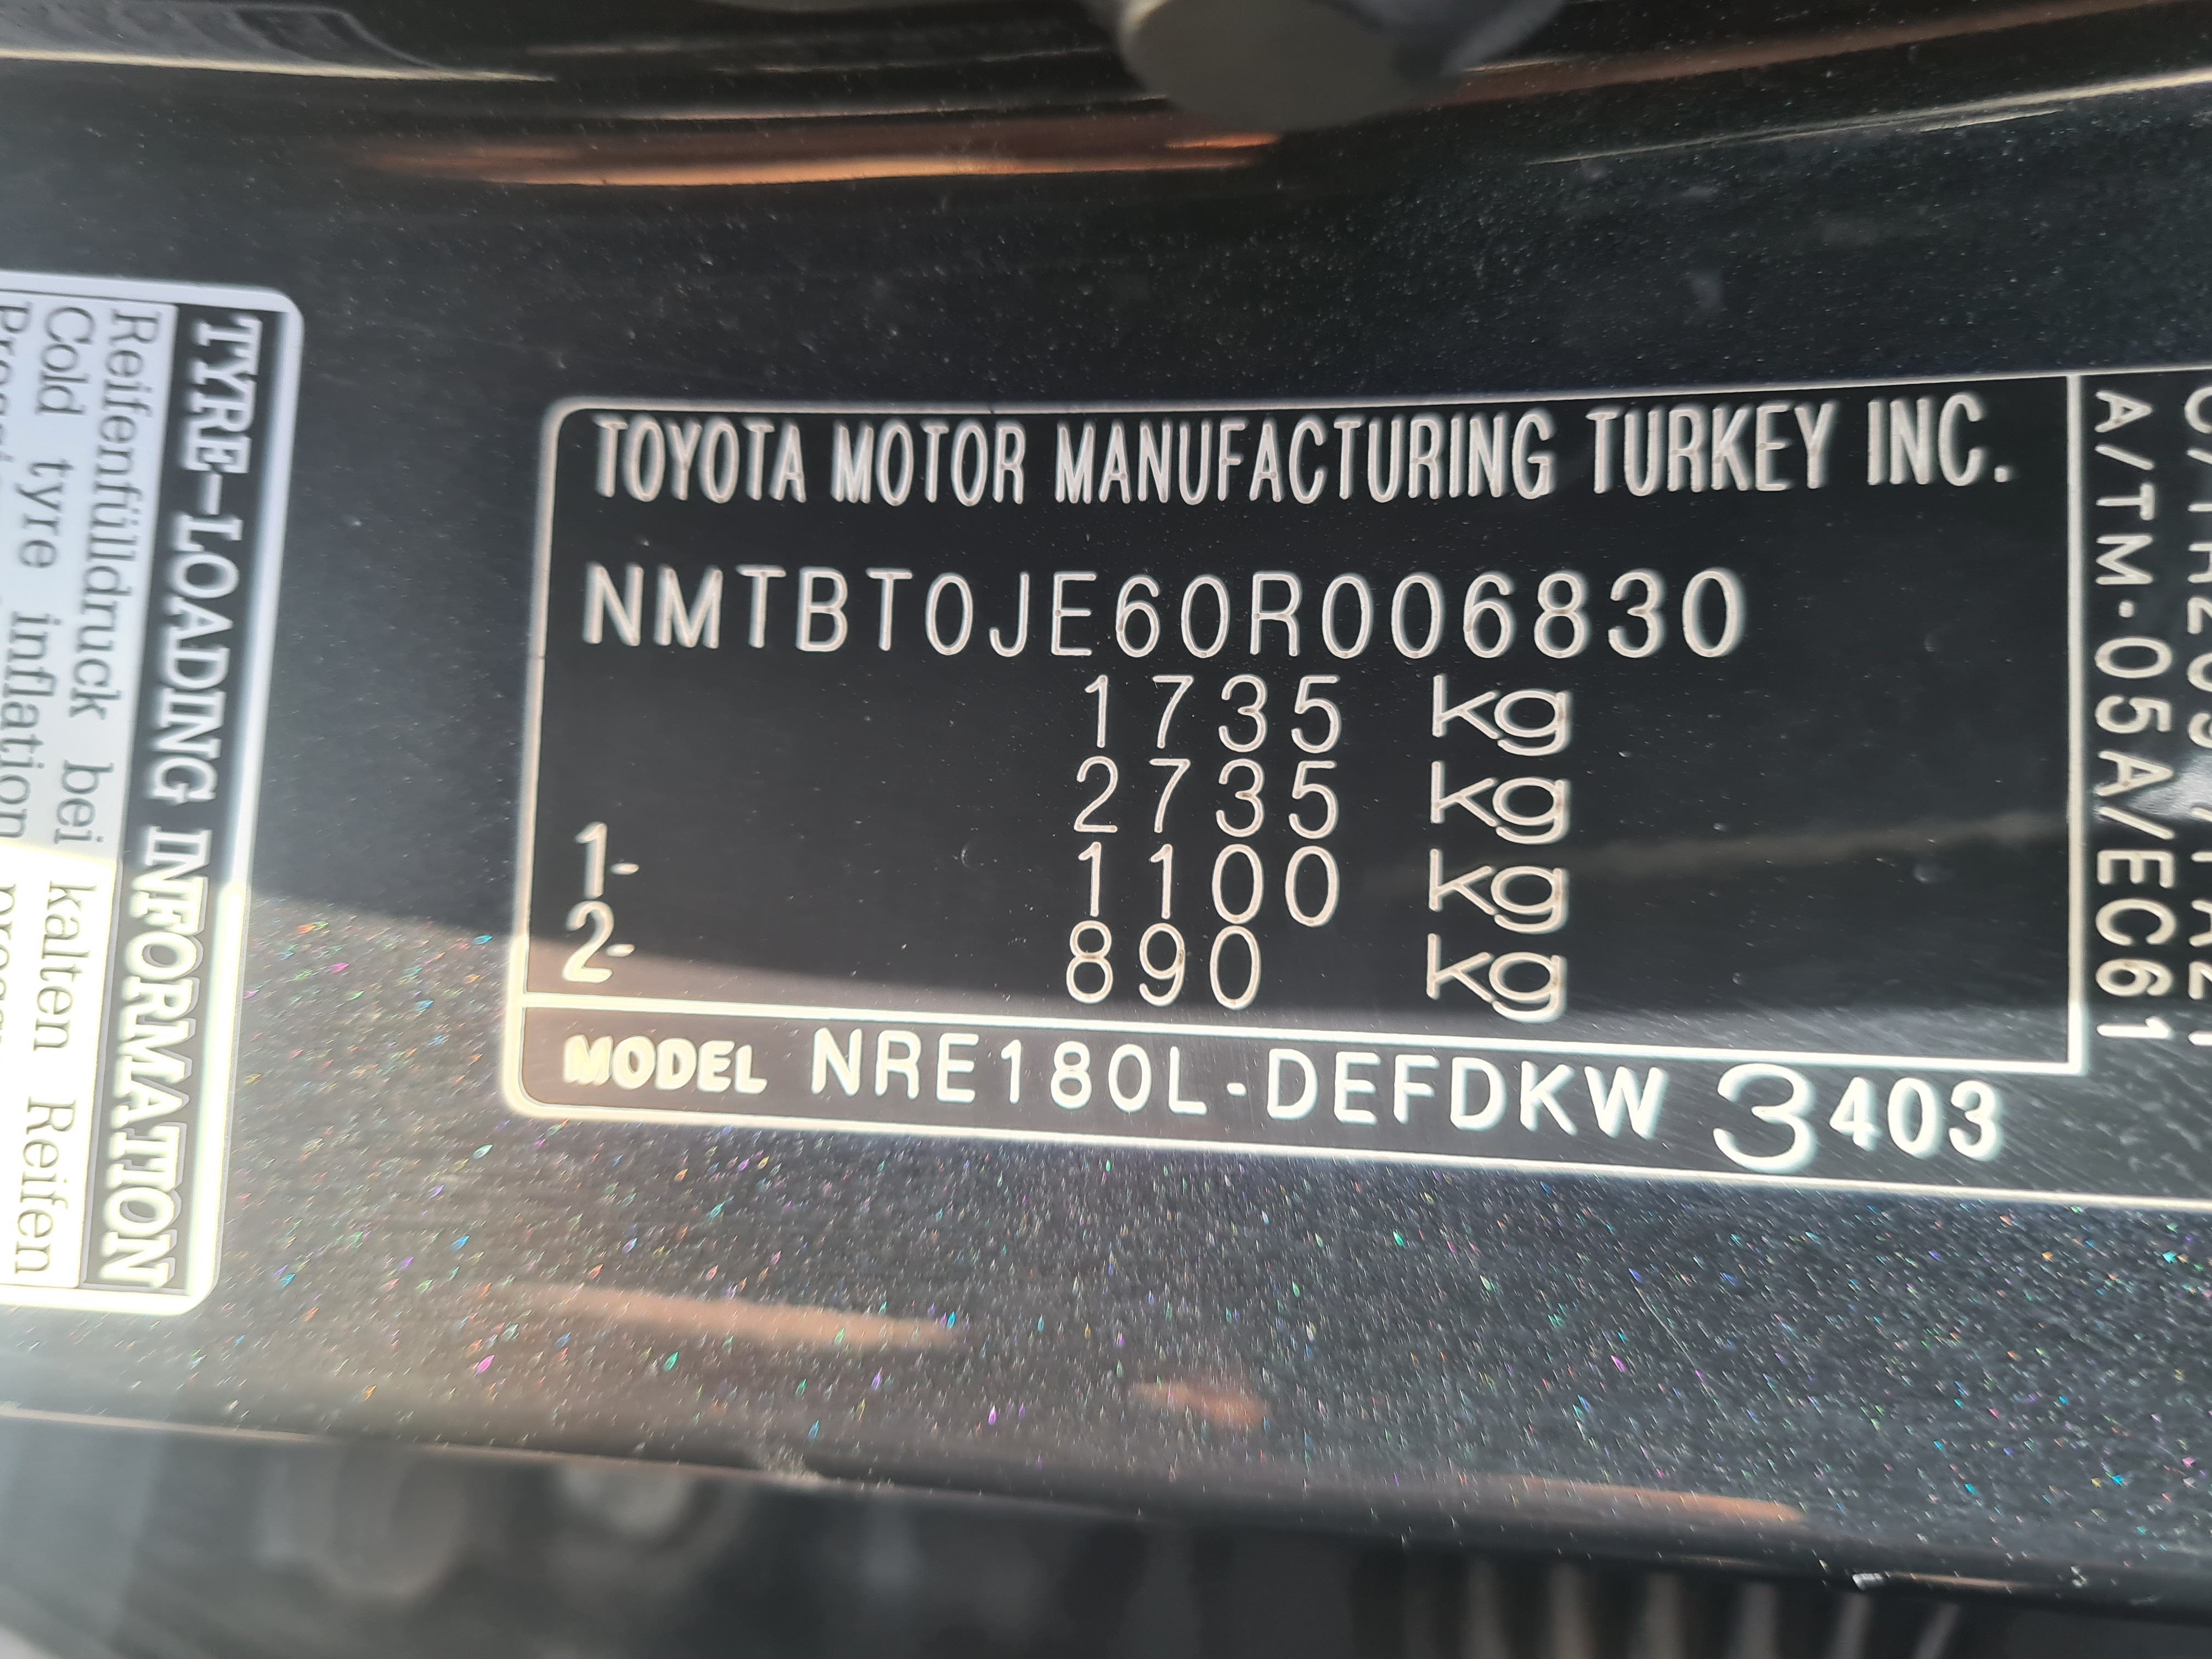 TOYOTA MOTOR MANUFACTURING TURKEY INC.
NMTBT0JE60R006830
1735 kg
2735 kg
1- 1100 kg
2- 890 kg
MODEL NRE180L-DEFDKW 3403
A/TM·05A/EC61
TYRE-LOADING INFORMATION
Reifenfülldruck bei kalten Reifen
Cold tyre inflation